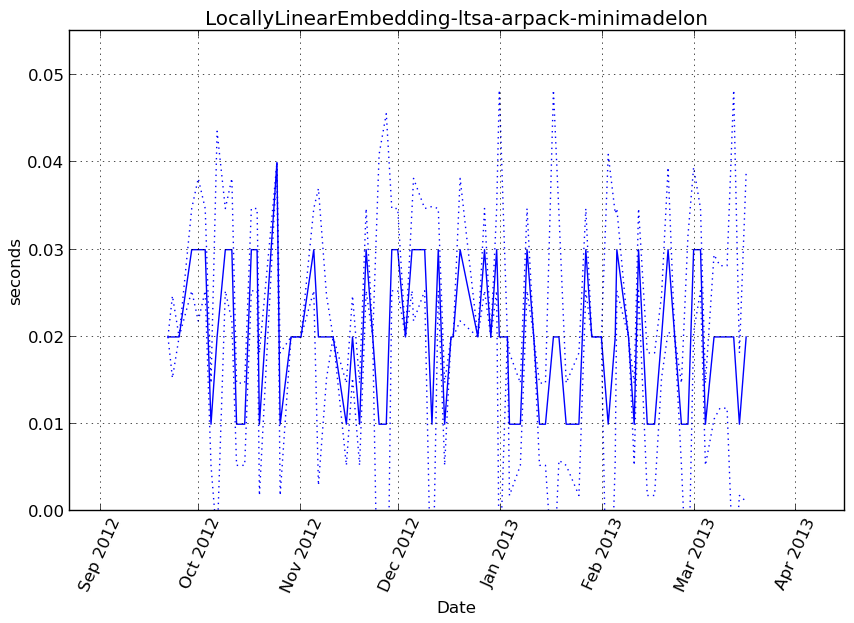 LocallyLinearEmbedding-ltsa-arpack-minimadelon
0.05
0.04
0.03
0.02
0.01
0.00
seconds
Sep 2012
Oct 2012
Nov 2012
Dec 2012
Jan 2013
Feb 2013
Mar 2013
Apr 2013
Date